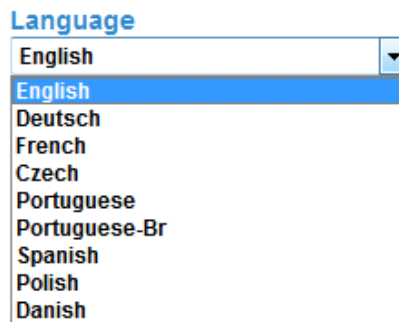 Language
English
English
Deutsch
French
Czech
Portuguese
Portuguese-Br
Spanish
Polish
Danish